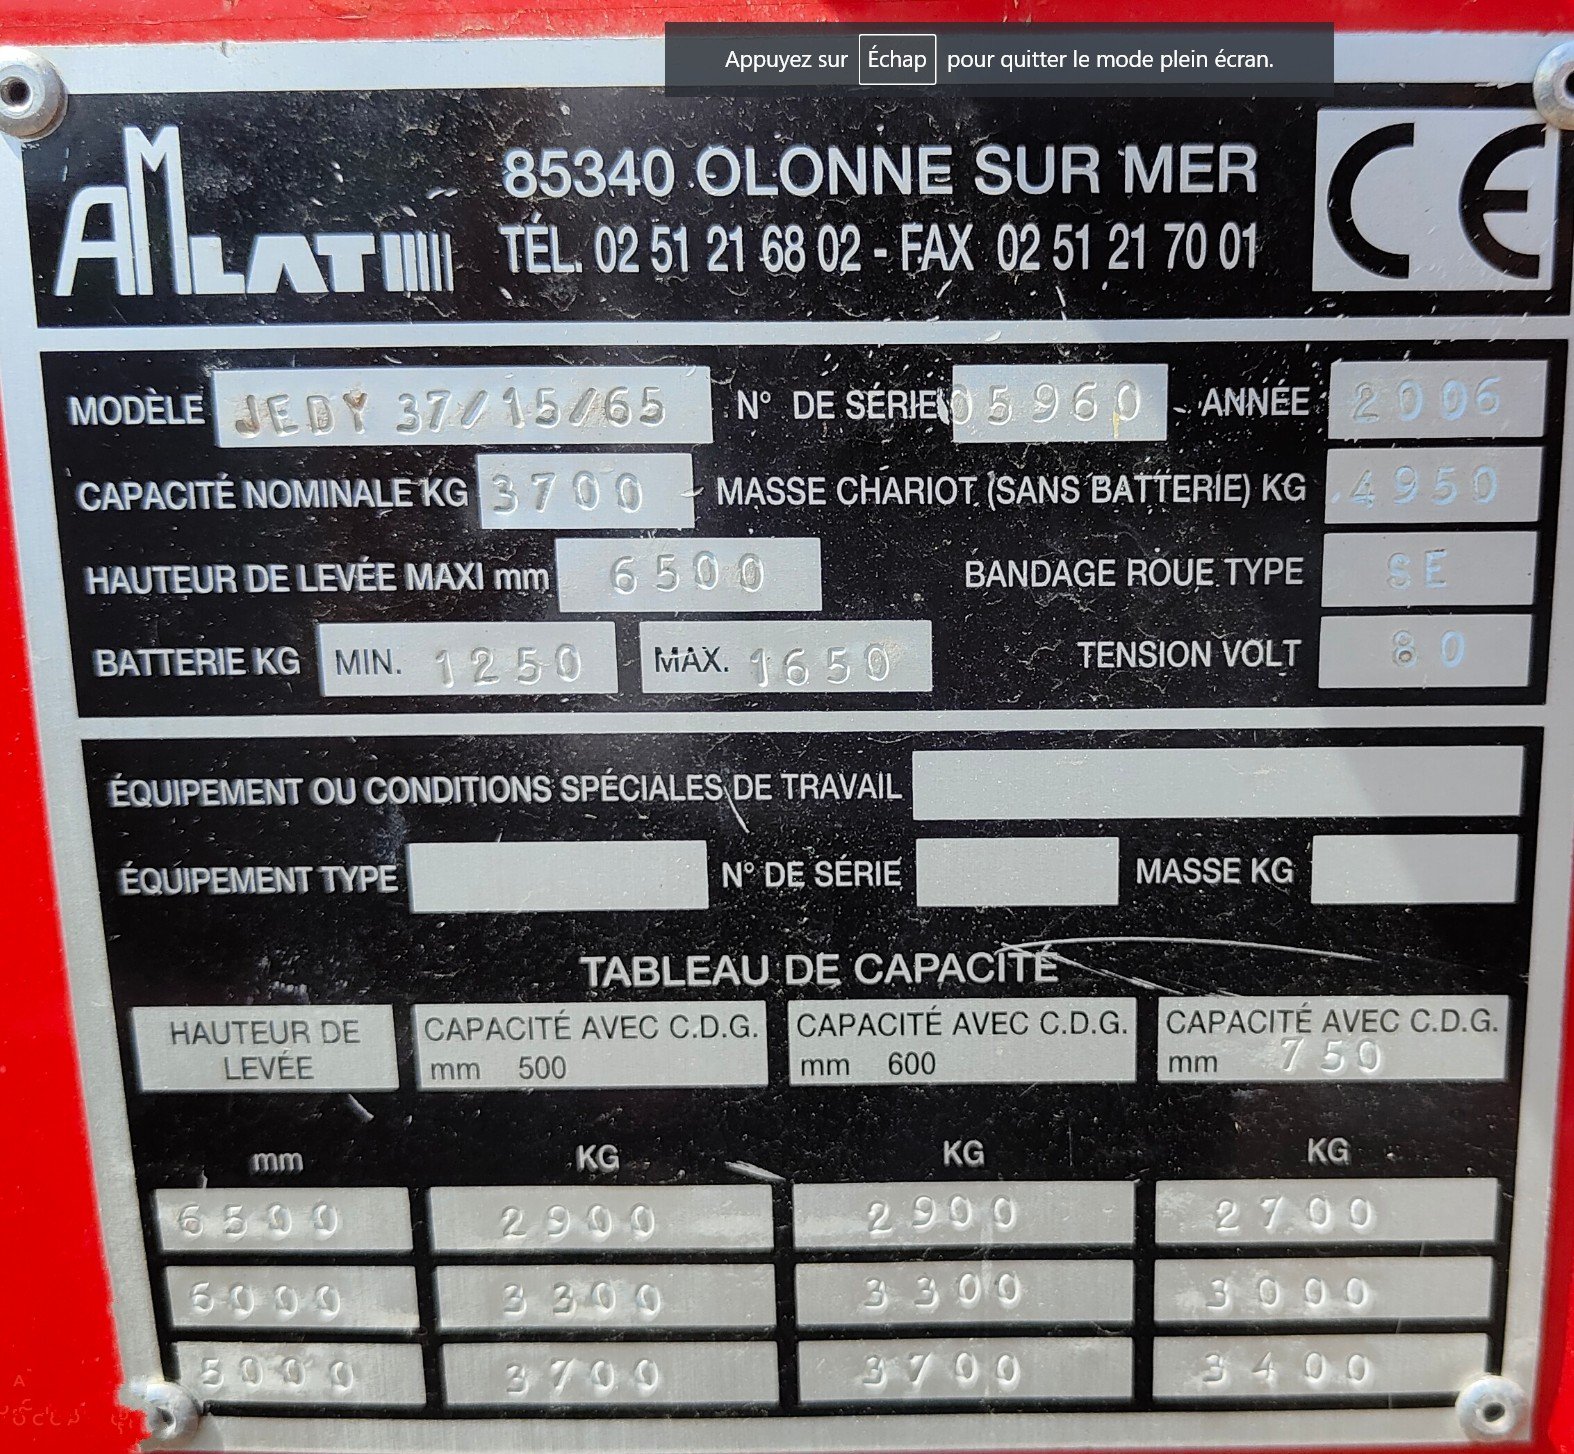 Appuyez sur Échap pour quitter le mode plein écran.
AMLAT
85340 OLONNE SUR MER
TÉL. 02 51 21 68 02 - FAX 02 51 21 70 01
CE
MODÈLE JEDY 37/15/65 N° DE SÉRIE 05960 ANNÉE 2006
CAPACITÉ NOMINALE KG 3700 MASSE CHARIOT (SANS BATTERIE) KG 4950
HAUTEUR DE LEVÉE MAXI mm 6500 BANDAGE ROUE TYPE SE
BATTERIE KG MIN. 1250 MAX. 1650 TENSION VOLT 80
ÉQUIPEMENT OU CONDITIONS SPÉCIALES DE TRAVAIL
ÉQUIPEMENT TYPE N° DE SÉRIE MASSE KG
TABLEAU DE CAPACITÉ
HAUTEUR DE LEVÉE
CAPACITÉ AVEC C.D.G. mm 500
CAPACITÉ AVEC C.D.G. mm 600
CAPACITÉ AVEC C.D.G. mm 750
mm KG KG KG
6500 2900 2900 2700
6000 3300 3300 3000
5000 3700 3700 3400